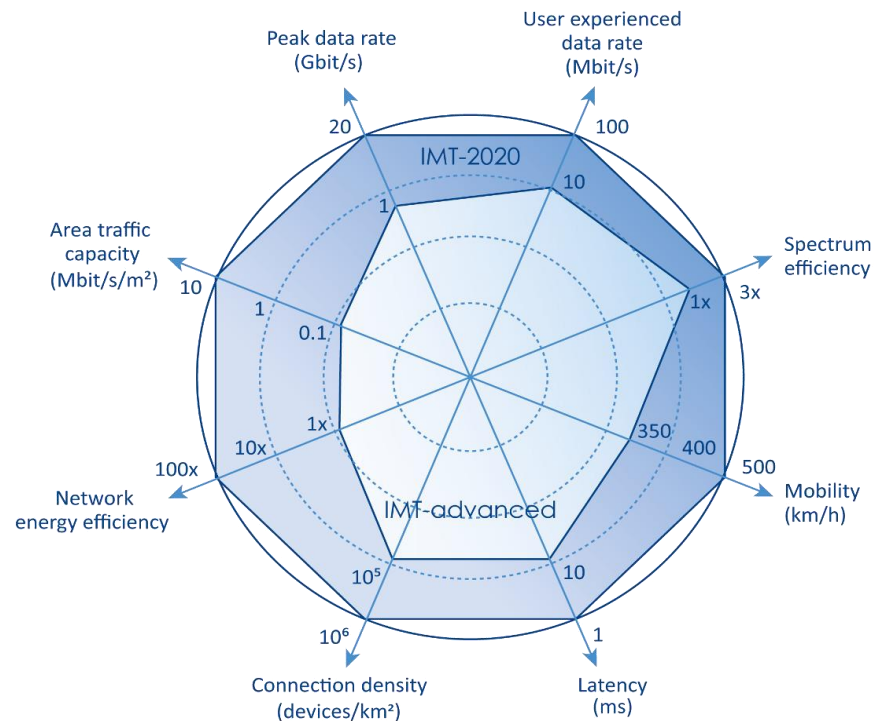 Peak data rate
(Gbit/s)
User experienced
data rate
(Mbit/s)
20
100
IMT-2020
1
10
Area traffic
capacity
(Mbit/s/m²)
Spectrum
efficiency
10
1
0.1
1x
3x
1x
10x
100x
350
400
500
Network
energy efficiency
Mobility
(km/h)
IMT-advanced
10⁵
10
10⁶
1
Connection density
(devices/km²)
Latency
(ms)